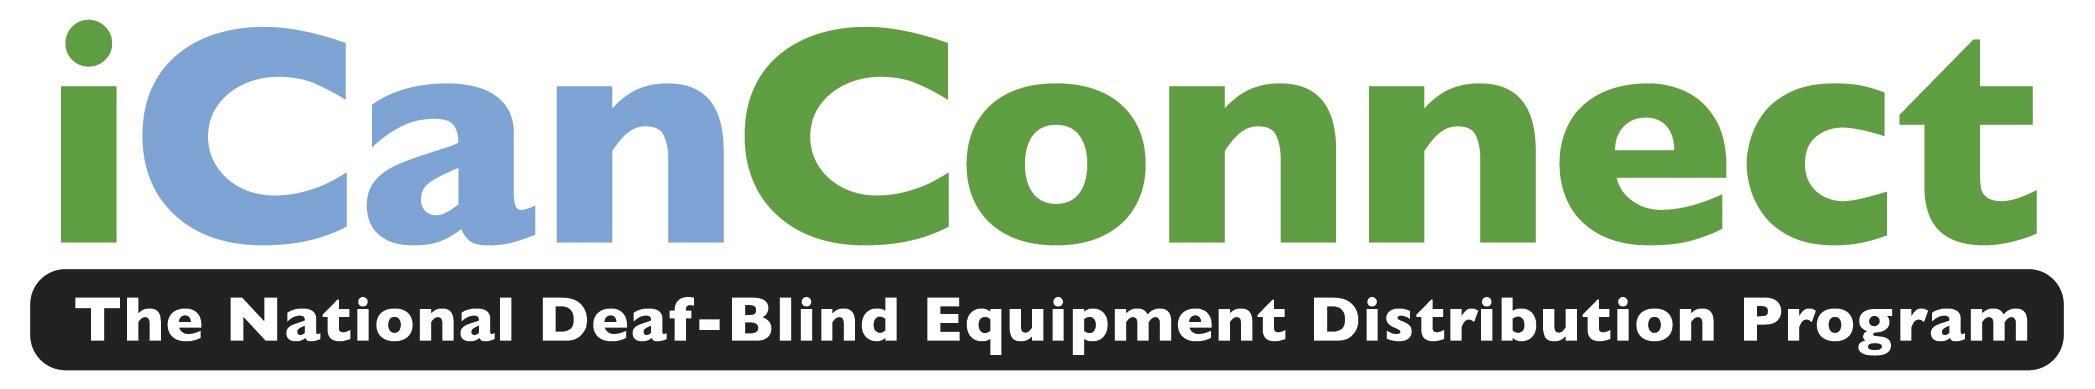 iCanConnect
The National Deaf-Blind Equipment Distribution Program